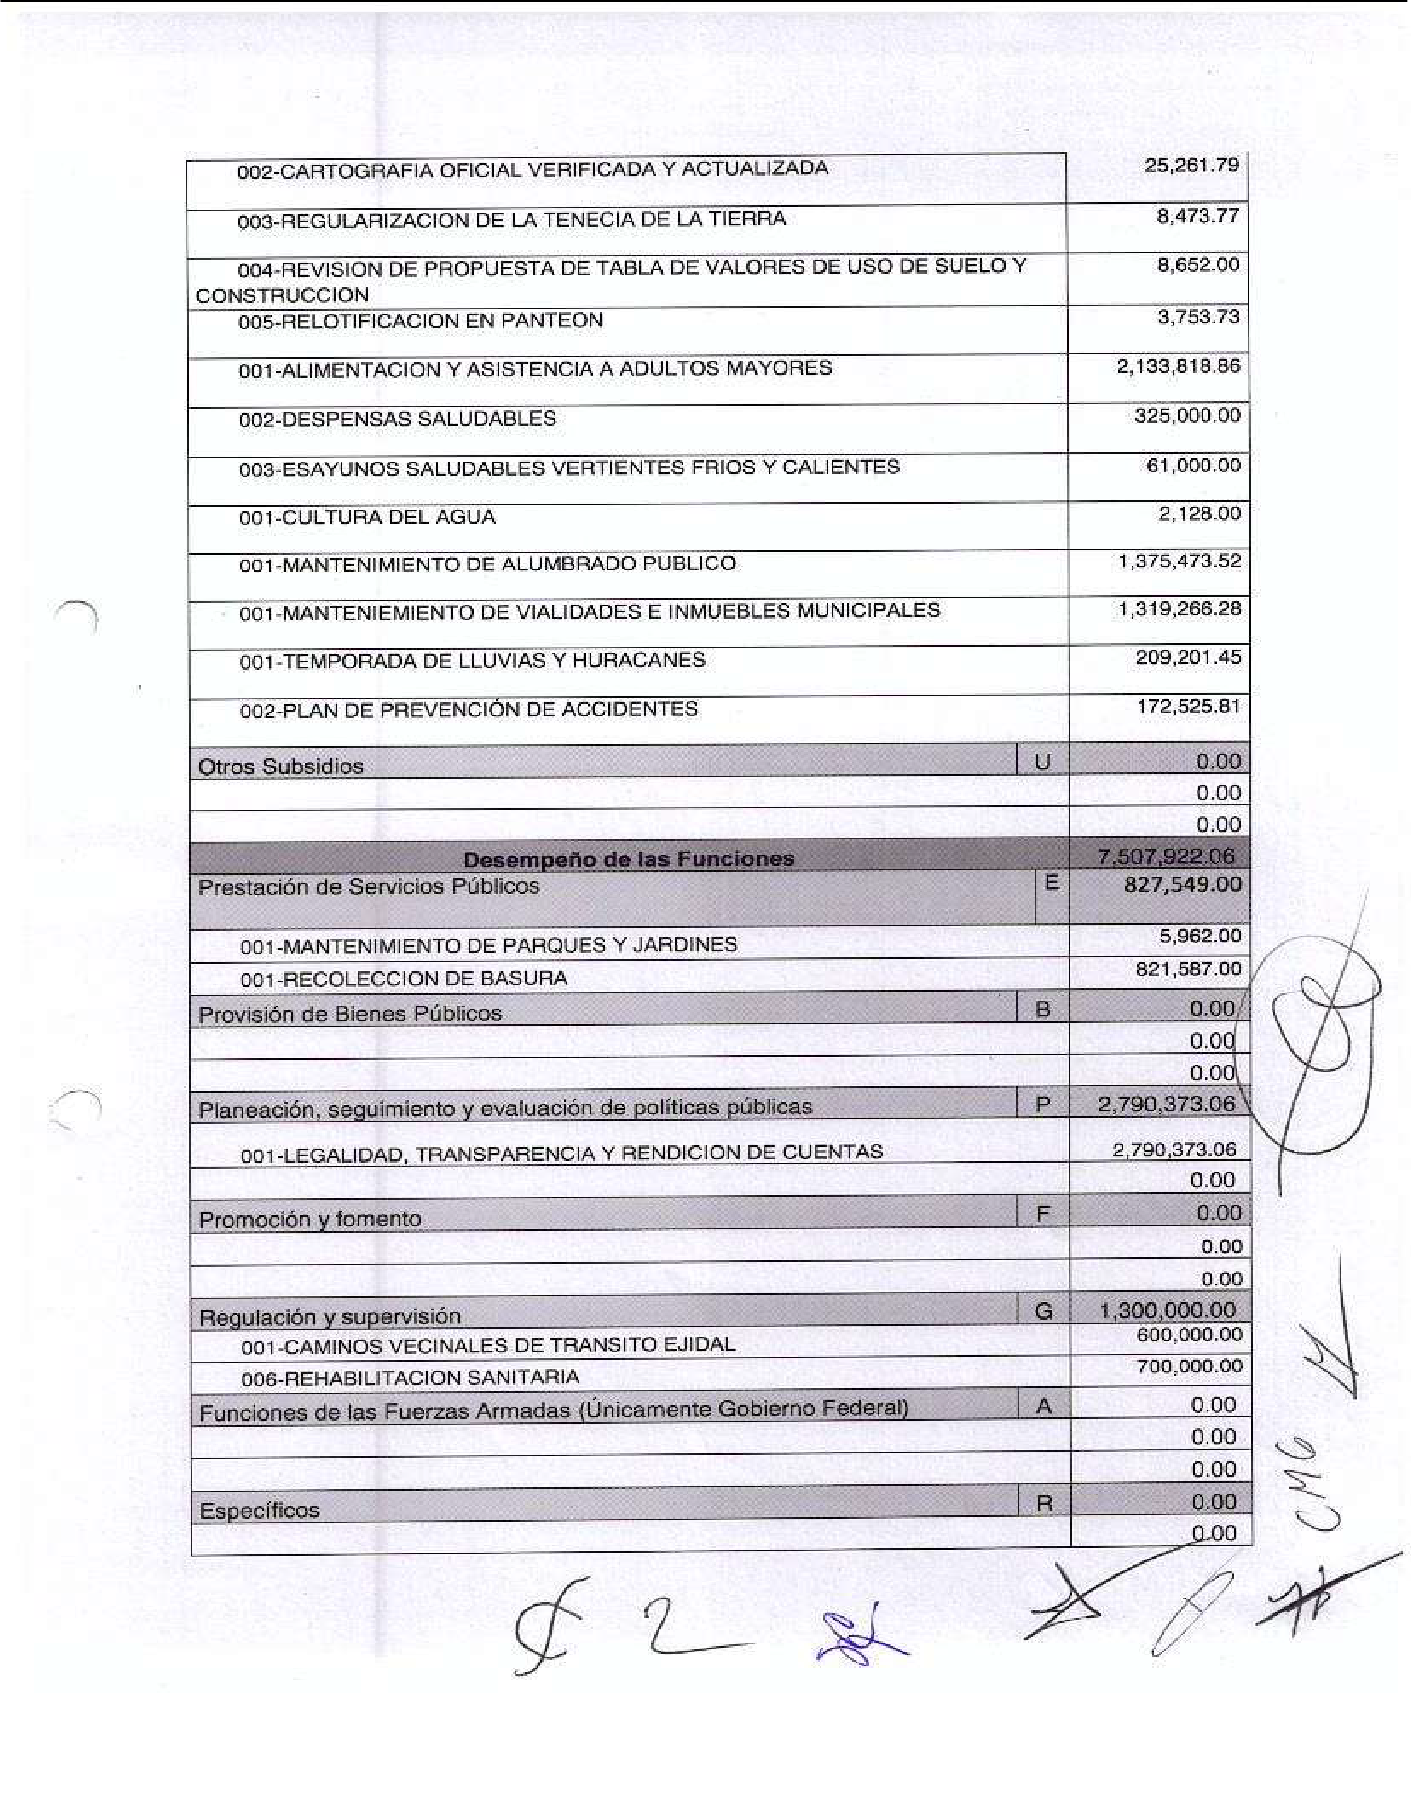 002-CARTOGRAFIA OFICIAL VERIFICADA Y ACTUALIZADA 25,261.79
003-REGULARIZACION DE LA TENECIA DE LA TIERRA 8,473.77
004-REVISION DE PROPUESTA DE TABLA DE VALORES DE USO DE SUELO Y 8,652.00
CONSTRUCCION
005-RELOTIFICACION EN PANTEON 3,753.73
001-ALIMENTACION Y ASISTENCIA A ADULTOS MAYORES 2,133,818.86
002-DESPENSAS SALUDABLES 325,000.00
003-ESAYUNOS SALUDABLES VERTIENTES FRIOS Y CALIENTES 61,000.00
001-CULTURA DEL AGUA 2,128.00
001-MANTENIMIENTO DE ALUMBRADO PUBLICO 1,375,473.52
001-MANTENIEMIENTO DE VIALIDADES E INMUEBLES MUNICIPALES 1,319,266.28
001-TEMPORADA DE LLUVIAS Y HURACANES 209,201.45
002-PLAN DE PREVENCIÓN DE ACCIDENTES 172,525.81
Otros Subsidios U 0.00
0.00
0.00
Desempeño de las Funciones 7,507,922.06
Prestación de Servicios Públicos E 827,549.00
001-MANTENIMIENTO DE PARQUES Y JARDINES 5,962.00
001-RECOLECCION DE BASURA 821,587.00
Provisión de Bienes Públicos B 0.00
0.00
0.00
Planeación, seguimiento y evaluación de políticas públicas P 2,790,373.06
001-LEGALIDAD, TRANSPARENCIA Y RENDICION DE CUENTAS 2,790,373.06
0.00
Promoción y fomento F 0.00
0.00
0.00
Regulación y supervisión G 1,300,000.00
001-CAMINOS VECINALES DE TRANSITO EJIDAL 600,000.00
006-REHABILITACION SANITARIA 700,000.00
Funciones de las Fuerzas Armadas (Únicamente Gobierno Federal) A 0.00
0.00
0.00
Específicos R 0.00
0.00
CMG